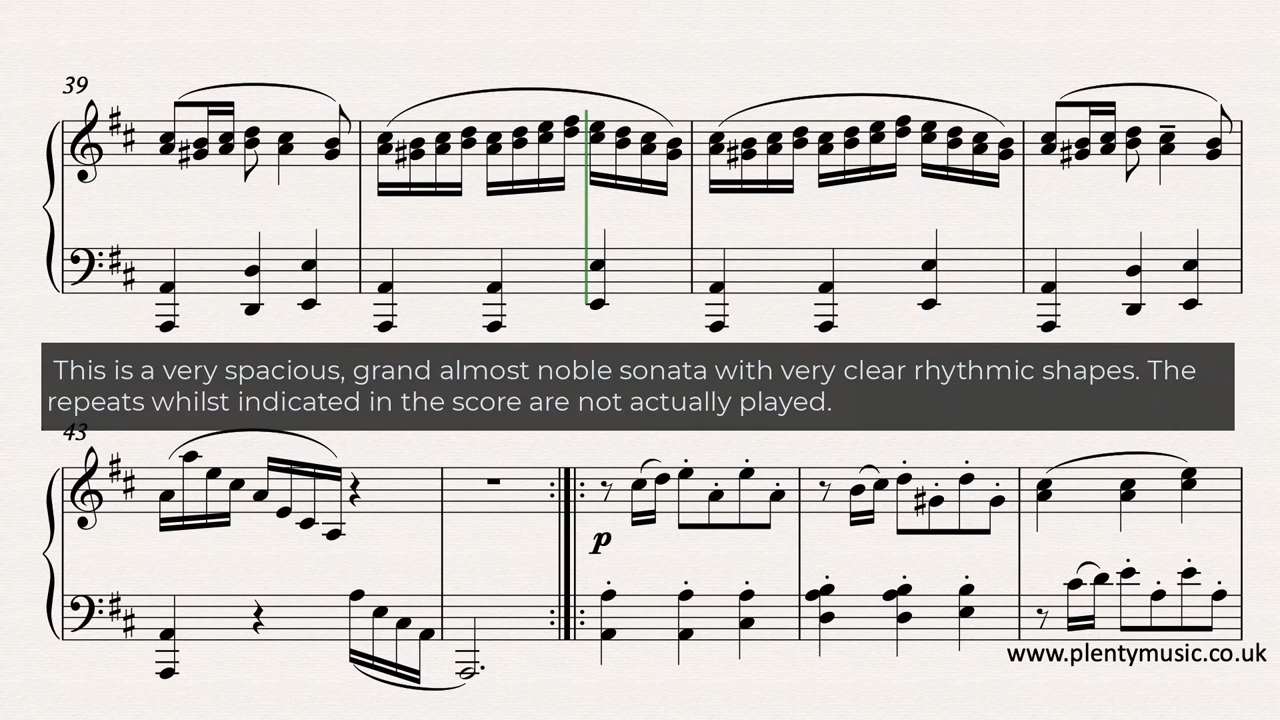 39
This is a very spacious, grand almost noble sonata with very clear rhythmic shapes. The
repeats whilst indicated in the score are not actually played.
43
p
www.plentymusic.co.uk